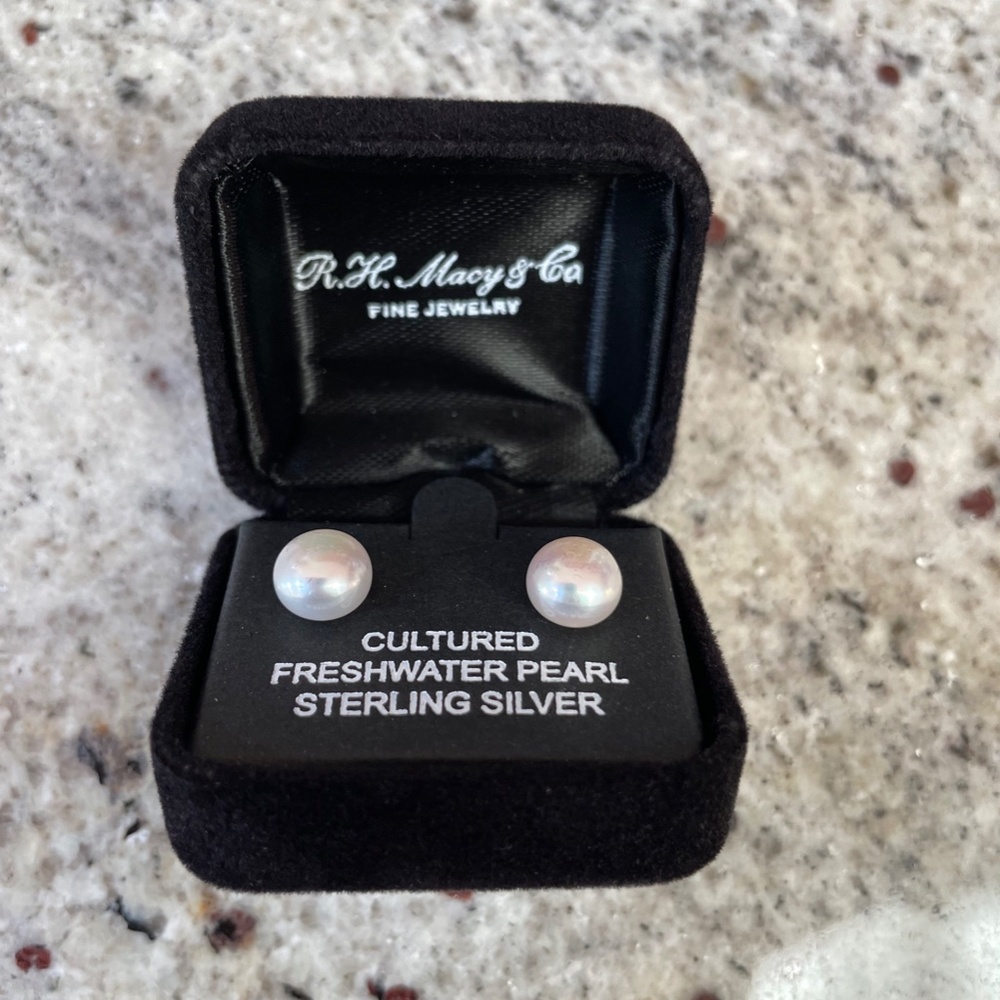 R.H. Macy & Co
FINE JEWELRY
CULTURED
FRESHWATER PEARL
STERLING SILVER